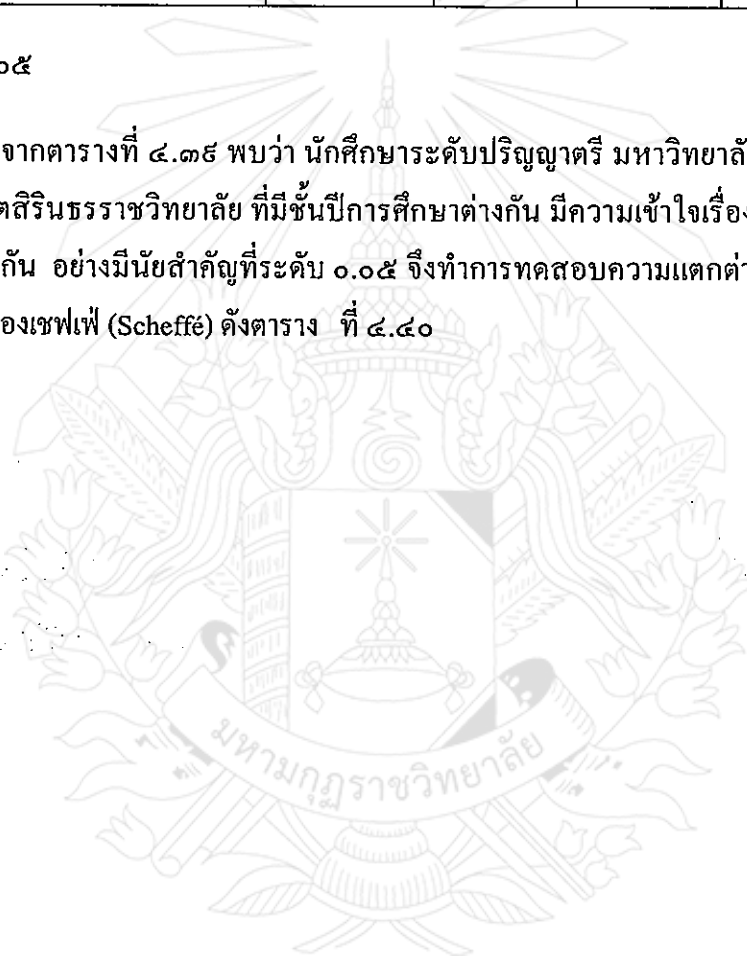 ๐๕
จากตารางที่ ๔.๓๙ พบว่า นักศึกษาระดับปริญญาตรี มหาวิทยาลั
ตสิรินธรราชวิทยาลัย ที่มีชั้นปีการศึกษาต่างกัน มีความเข้าใจเรื่อง
กัน อย่างมีนัยสำคัญที่ระดับ ๐.๐๕ จึงทำการทดสอบความแตกต่า
องเชฟเฟ่ (Scheffé) ดังตาราง ที่ ๔.๔๐
มหามกุฏราชวิทยาลัย